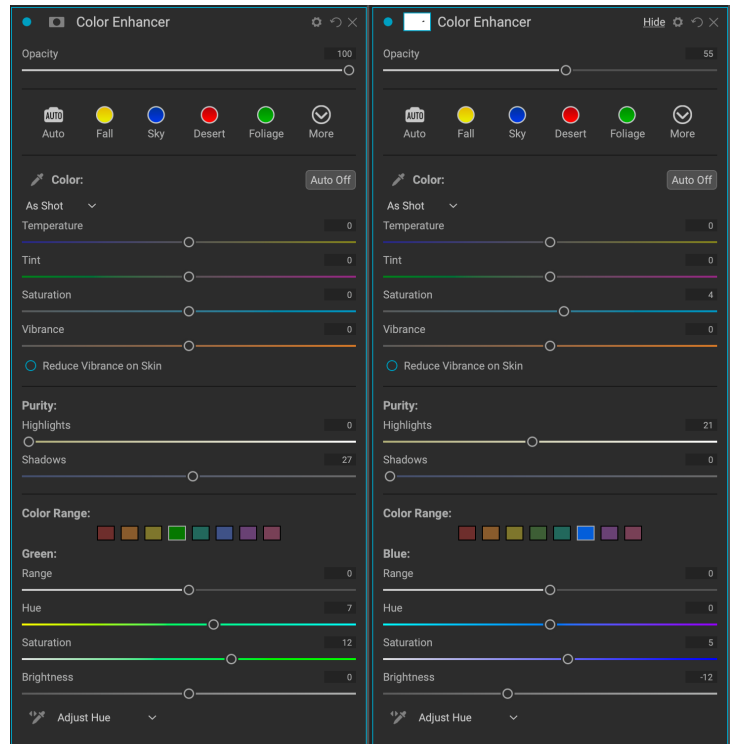 Color Enhancer
Opacity 100
AUTO
Auto Fall Sky Desert Foliage More
Color: Auto Off
As Shot
Temperature 0
Tint 0
Saturation 0
Vibrance 0
Reduce Vibrance on Skin
Purity:
Highlights 0
Shadows 27
Color Range:
Green:
Range 0
Hue 7
Saturation 12
Brightness 0
Adjust Hue
Color Enhancer Hide
Opacity 55
AUTO
Auto Fall Sky Desert Foliage More
Color: Auto Off
As Shot
Temperature 0
Tint 0
Saturation 4
Vibrance 0
Reduce Vibrance on Skin
Purity:
Highlights 21
Shadows 0
Color Range:
Blue:
Range 0
Hue 0
Saturation 5
Brightness -12
Adjust Hue